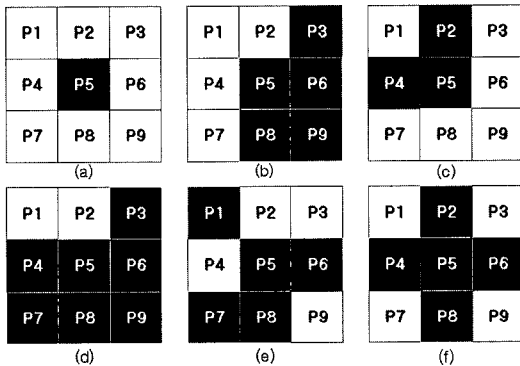 P1 P2 P3 P1 P2 P3 P1 P2 P3
P4 P5 P6 P4 P5 P6 P4 P5 P6
P7 P8 P9 P7 P8 P9 P7 P8 P9
(a) (b) (c)
P1 P2 P3 P1 P2 P3 P1 P2 P3
P4 P5 P6 P4 P5 P6 P4 P5 P6
P7 P8 P9 P7 P8 P9 P7 P8 P9
(d) (e) (f)